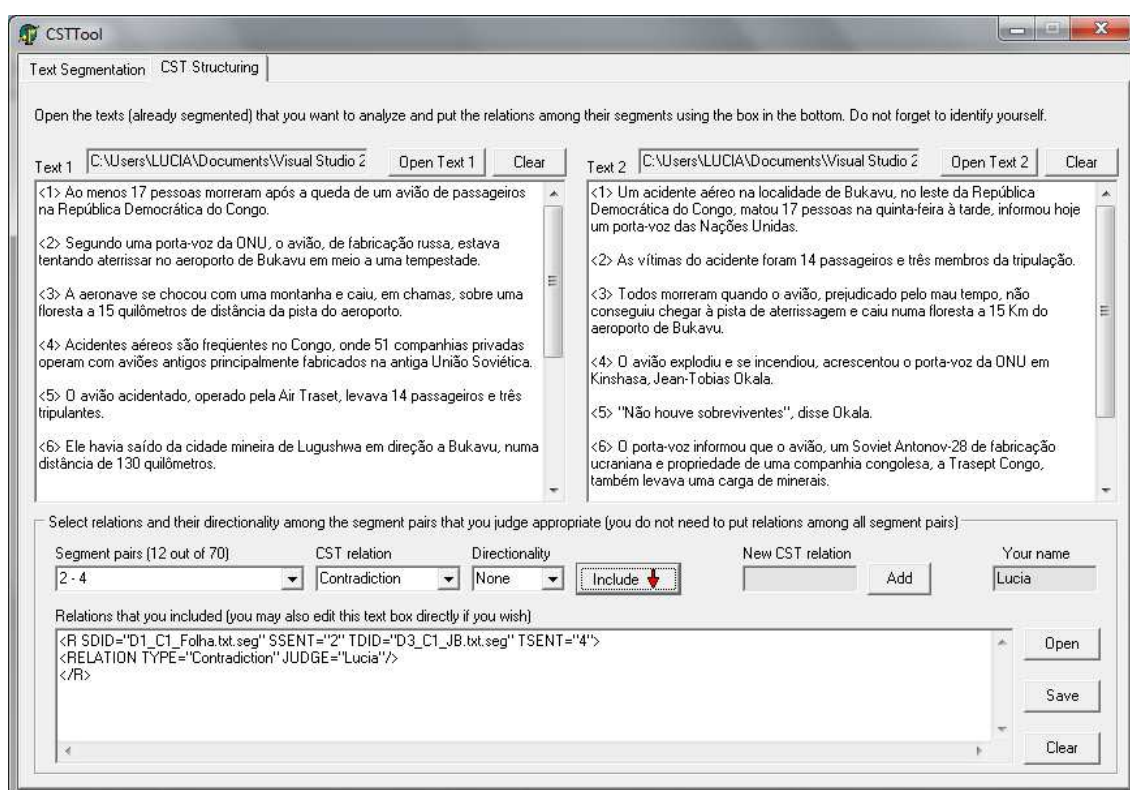 CSTTool
Text Segmentation CST Structuring
Open the texts (already segmented) that you want to analyze and put the relations among their segments using the box in the bottom. Do not forget to identify yourself.
Text 1 C:\Users\LUCIA\Documents\Visual Studio 2 Open Text 1 Clear
<1> Ao menos 17 pessoas morreram após a queda de um avião de passageiros
na República Democrática do Congo.
<2> Segundo uma porta-voz da ONU, o avião, de fabricação russa, estava
tentando aterrissar no aeroporto de Bukavu em meio a uma tempestade.
<3> A aeronave se chocou com uma montanha e caiu, em chamas, sobre uma
floresta a 15 quilômetros de distância da pista do aeroporto.
<4> Acidentes aéreos são freqüentes no Congo, onde 51 companhias privadas
operam com aviões antigos principalmente fabricados na antiga União Soviética.
<5> O avião acidentado, operado pela Air Traset, levava 14 passageiros e três
tripulantes.
<6> Ele havia saído da cidade mineira de Lugushwa em direção a Bukavu, numa
distância de 130 quilômetros.
Text 2 C:\Users\LUCIA\Documents\Visual Studio 2 Open Text 2 Clear
<1> Um acidente aéreo na localidade de Bukavu, no leste da República
Democrática do Congo, matou 17 pessoas na quinta-feira à tarde, informou hoje
um porta-voz das Nações Unidas.
<2> As vítimas do acidente foram 14 passageiros e três membros da tripulação.
<3> Todos morreram quando o avião, prejudicado pelo mau tempo, não
conseguiu chegar à pista de aterrissagem e caiu numa floresta a 15 Km do
aeroporto de Bukavu.
<4> O avião explodiu e se incendiou, acrescentou o porta-voz da ONU em
Kinshasa, Jean-Tobias Okala.
<5> "Não houve sobreviventes", disse Okala.
<6> O porta-voz informou que o avião, um Soviet Antonov-28 de fabricação
ucraniana e propriedade de uma companhia congolesa, a Trasept Congo,
também levava uma carga de minerais.
Select relations and their directionality among the segment pairs that you judge appropriate (you do not need to put relations among all segment pairs)
Segment pairs (12 out of 70) CST relation Directionality New CST relation Your name
2 - 4 Contradiction None Include Add Lucia
Relations that you included (you may also edit this text box directly if you wish)
<R SDID="D1_C1_Folha.txt.seg" SSENT="2" TDID="D3_C1_JB.txt.seg" TSENT="4">
<RELATION TYPE="Contradiction" JUDGE="Lucia"/>
</R>
Open
Save
Clear